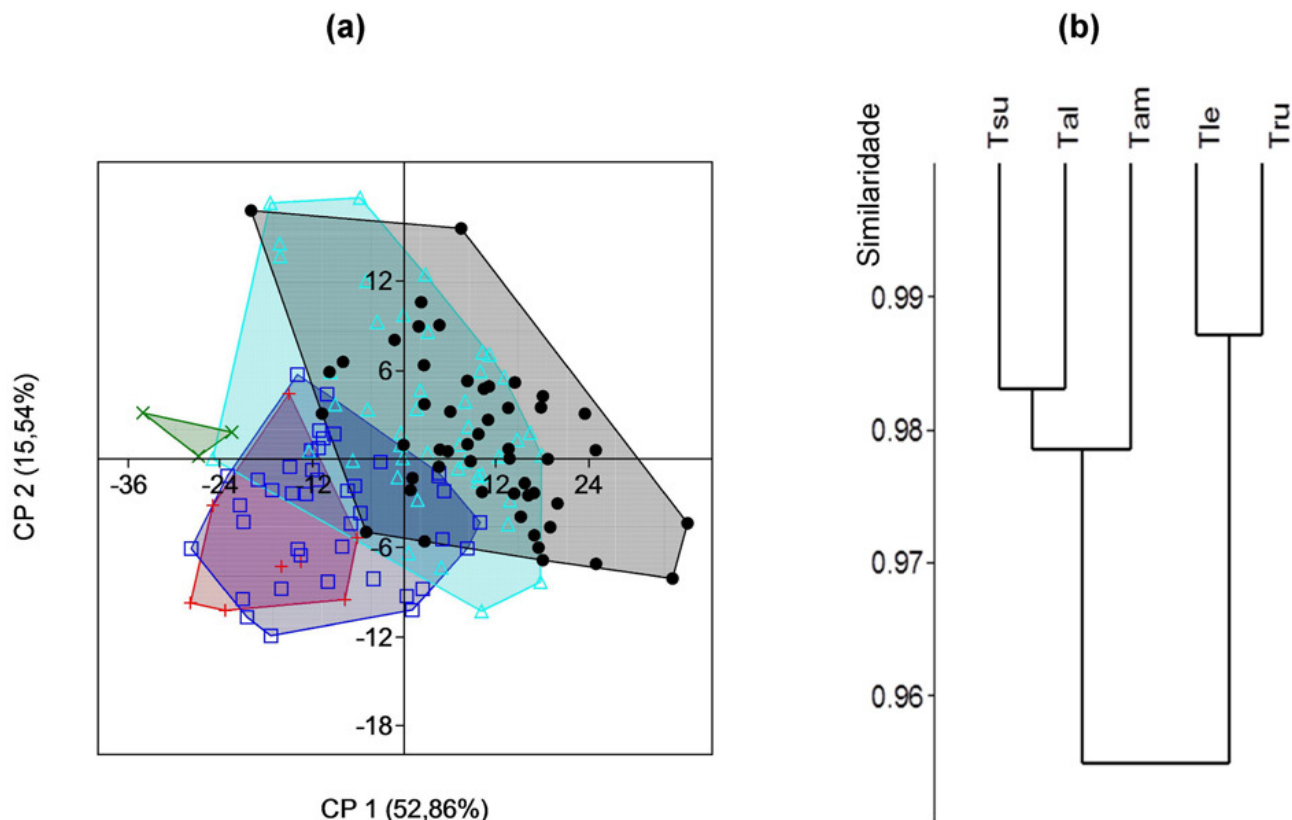 (a)
(b)
Tsu
Tal
Tam
Tle
Tru
Similaridade
0.99
0.98
0.97
0.96
CP 2 (15,54%)
12
6
-36
-24
-12
12
24
-6
-12
-18
CP 1 (52,86%)